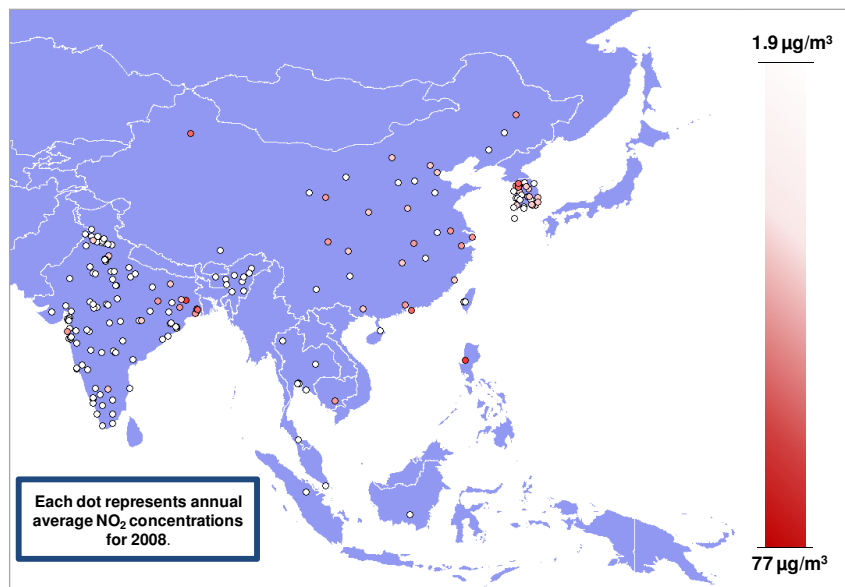 1.9 µg/m³
Each dot represents annual
average NO₂ concentrations
for 2008.
77 µg/m³